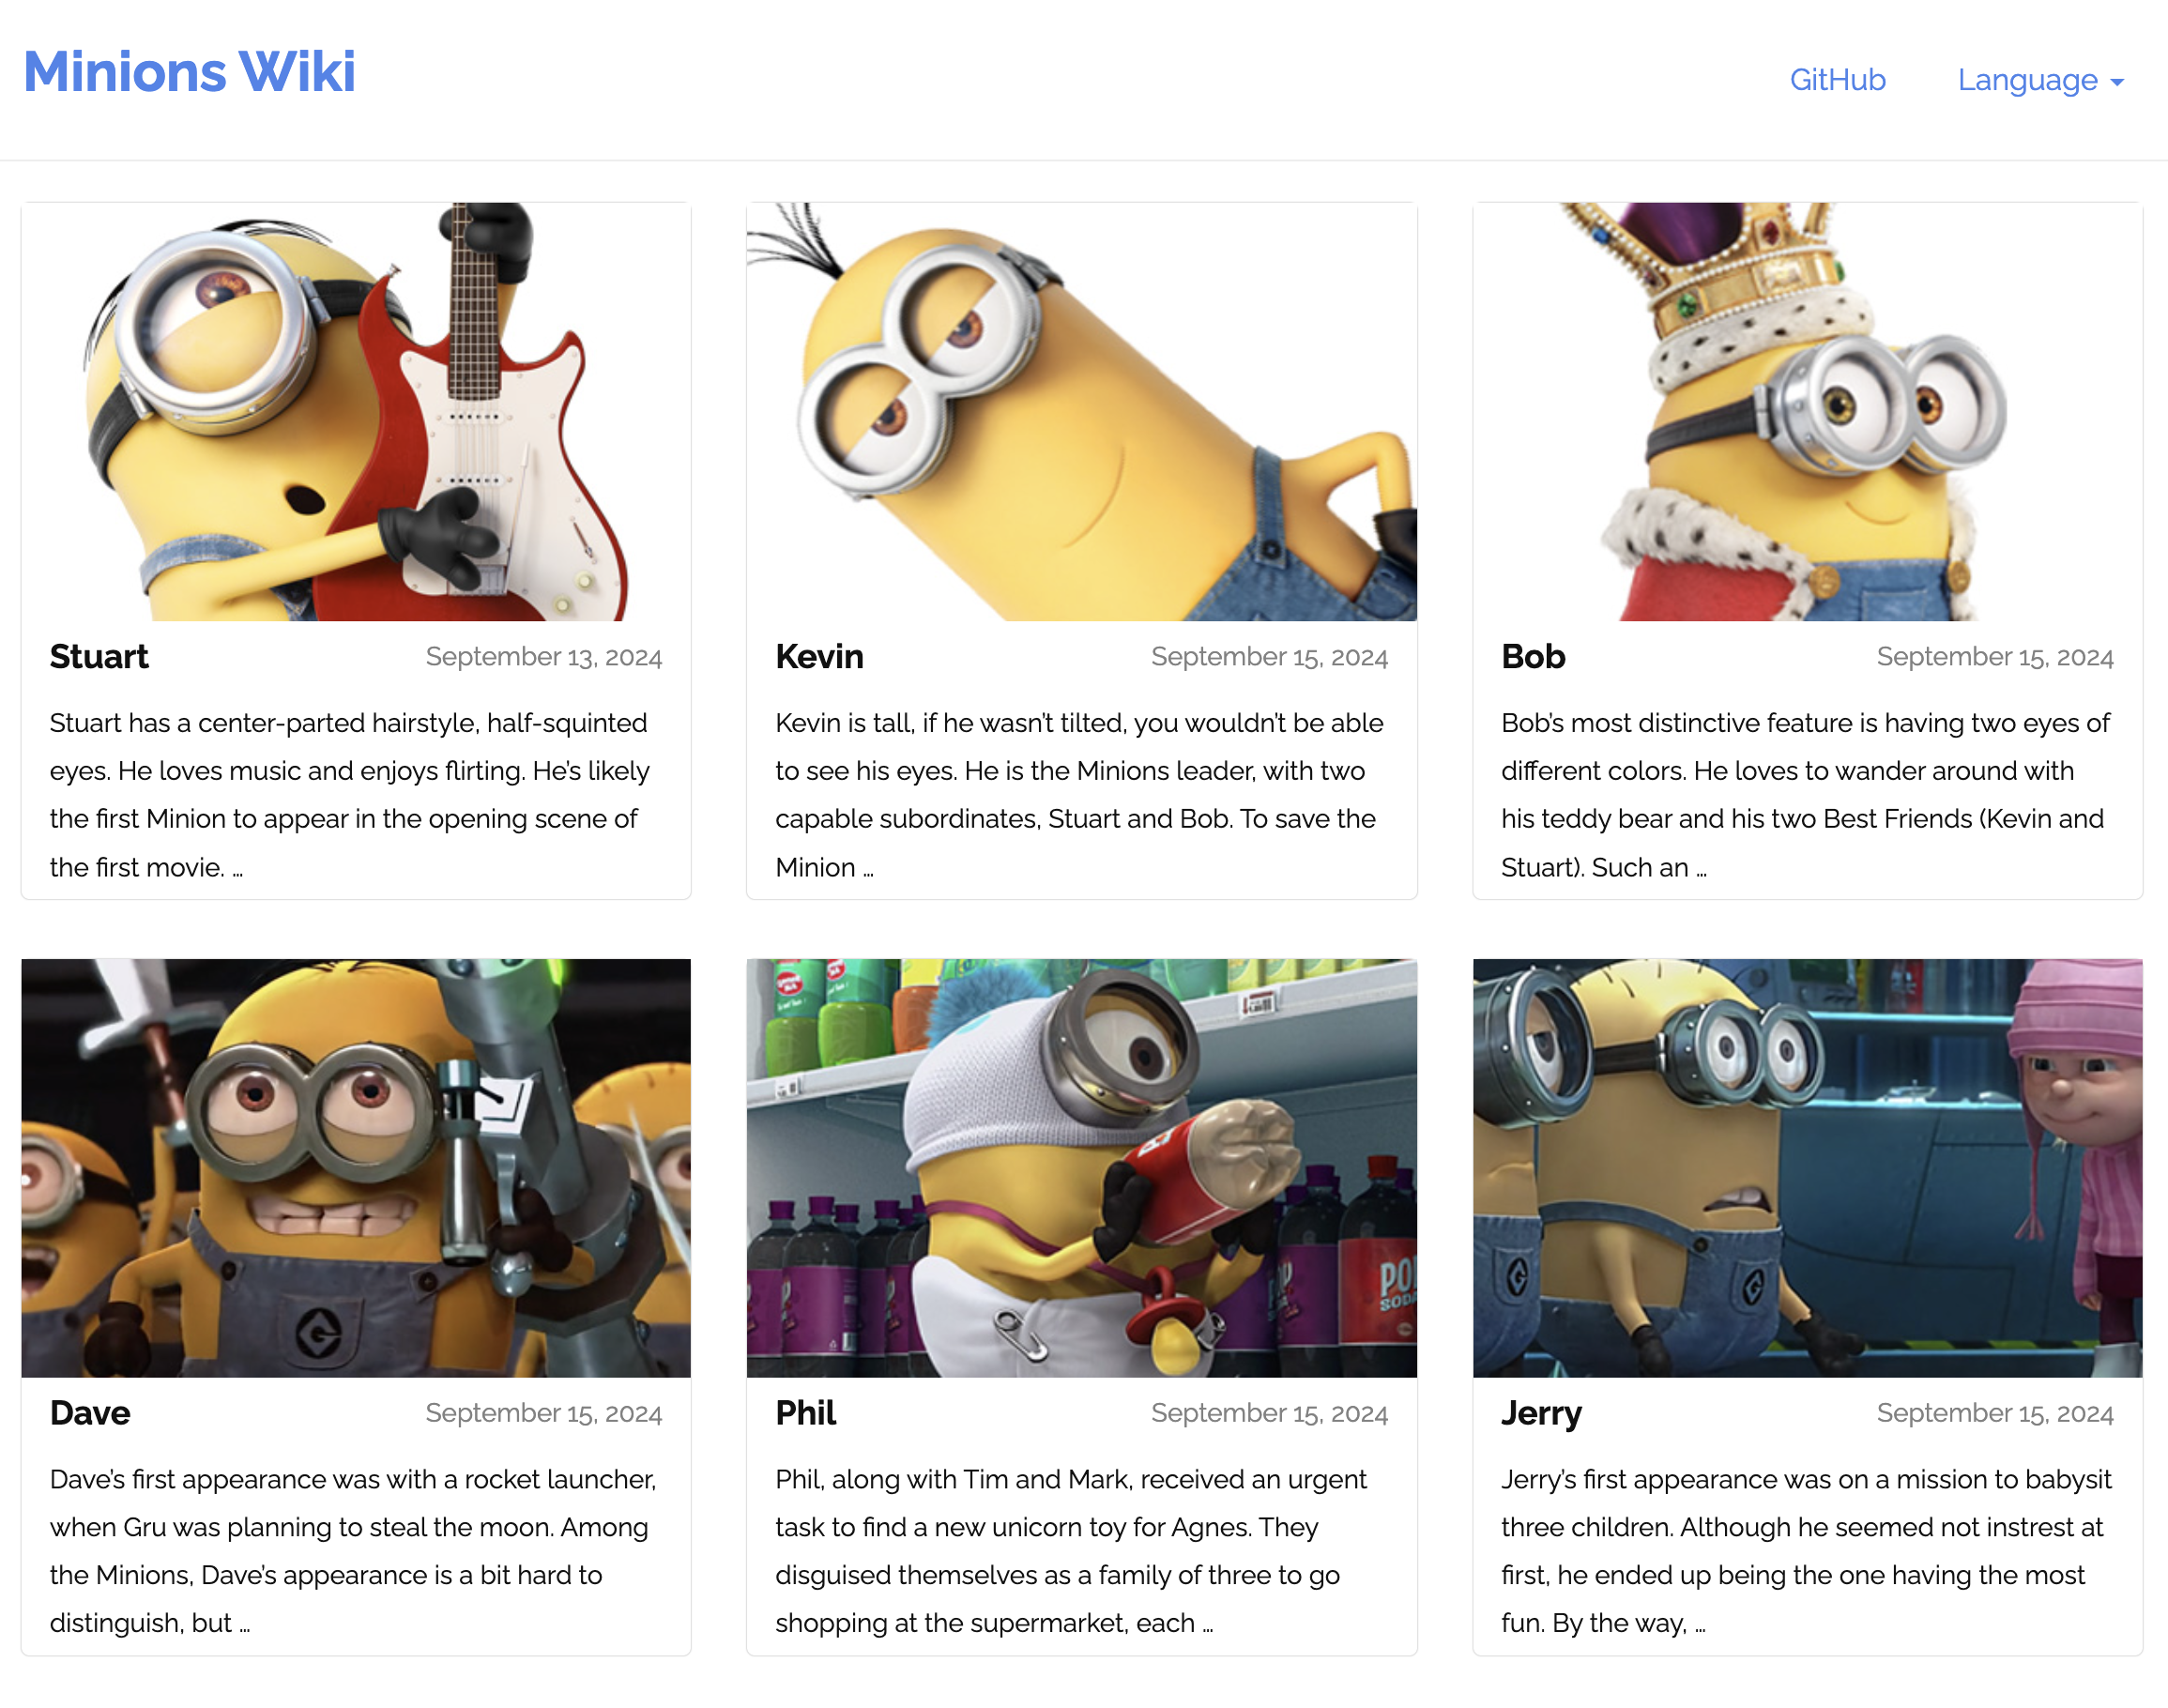 Minions Wiki
GitHub
Language
Stuart
September 13, 2024
Stuart has a center-parted hairstyle, half-squinted
eyes. He loves music and enjoys flirting. He's likely
the first Minion to appear in the opening scene of
the first movie. ...
Kevin
September 15, 2024
Kevin is tall, if he wasn't tilted, you wouldn't be able
to see his eyes. He is the Minions leader, with two
capable subordinates, Stuart and Bob. To save the
Minion ...
Bob
September 15, 2024
Bob's most distinctive feature is having two eyes of
different colors. He loves to wander around with
his teddy bear and his two Best Friends (Kevin and
Stuart). Such an ...
POP
SODA
Dave
September 15, 2024
Dave's first appearance was with a rocket launcher,
when Gru was planning to steal the moon. Among
the Minions, Dave's appearance is a bit hard to
distinguish, but ...
Phil
September 15, 2024
Phil, along with Tim and Mark, received an urgent
task to find a new unicorn toy for Agnes. They
disguised themselves as a family of three to go
shopping at the supermarket, each ...
Jerry
September 15, 2024
Jerry's first appearance was on a mission to babysit
three children. Although he seemed not instrest at
first, he ended up being the one having the most
fun. By the way, ...